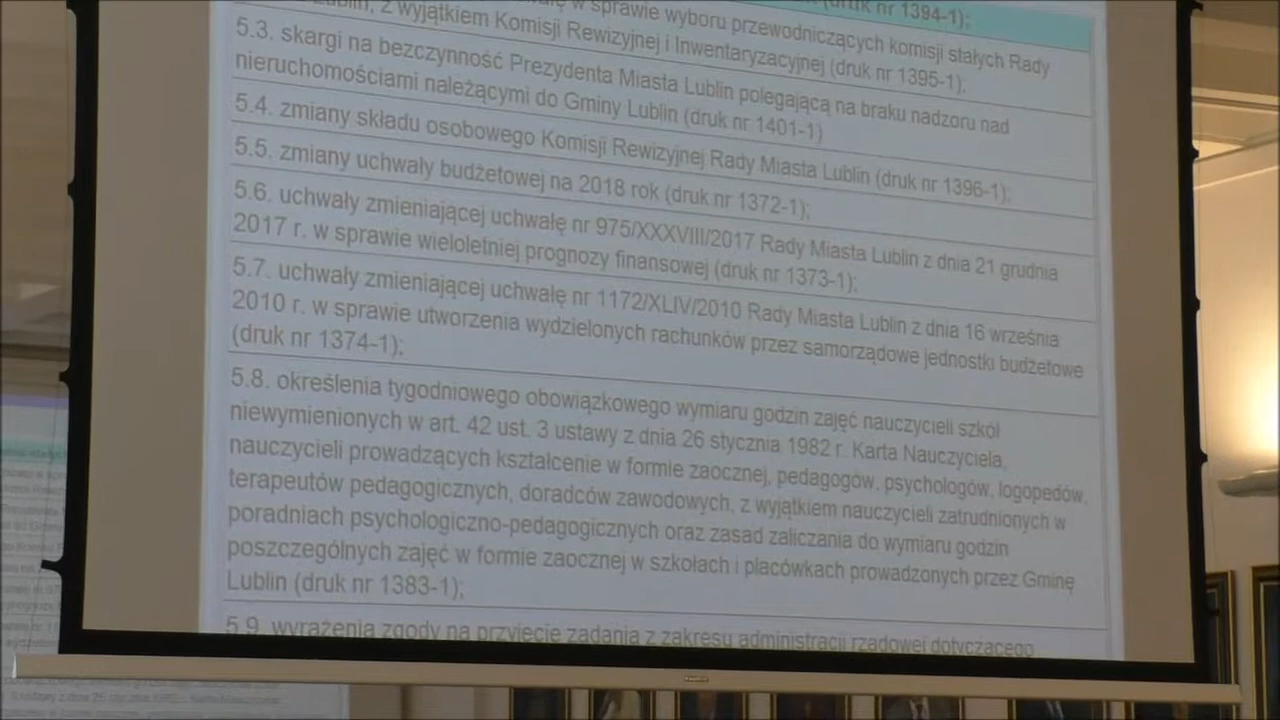 (druk nr 1394-1);
w sprawie wyboru przewodniczących komisji stałych Rady
Lublin, z wyjątkiem Komisji Rewizyjnej i Inwentaryzacyjnej (druk nr 1395-1);
5.3. skargi na bezczynność Prezydenta Miasta Lublin polegającą na braku nadzoru nad
nieruchomościami należącymi do Gminy Lublin (druk nr 1401-1)
5.4. zmiany składu osobowego Komisji Rewizyjnej Rady Miasta Lublin (druk nr 1396-1);
5.5. zmiany uchwały budżetowej na 2018 rok (druk nr 1372-1);
5.6. uchwały zmieniającej uchwałę nr 975/XXXVIII/2017 Rady Miasta Lublin z dnia 21 grudnia
2017 r. w sprawie wieloletniej prognozy finansowej (druk nr 1373-1);
5.7. uchwały zmieniającej uchwałę nr 1172/XLIV/2010 Rady Miasta Lublin z dnia 16 września
2010 r. w sprawie utworzenia wydzielonych rachunków przez samorządowe jednostki budżetowe
(druk nr 1374-1);
5.8. określenia tygodniowego obowiązkowego wymiaru godzin zajęć nauczycieli szkół
niewymienionych w art. 42 ust. 3 ustawy z dnia 26 stycznia 1982 r. Karta Nauczyciela,
nauczycieli prowadzących kształcenie w formie zaocznej, pedagogów, psychologów, logopedów,
terapeutów pedagogicznych, doradców zawodowych, z wyjątkiem nauczycieli zatrudnionych w
poradniach psychologiczno-pedagogicznych oraz zasad zaliczania do wymiaru godzin
poszczególnych zajęć w formie zaocznej w szkołach i placówkach prowadzonych przez Gminę
Lublin (druk nr 1383-1);
5.9. wyrażenia zgody na przyjęcie zadania z zakresu administracji rządowej dotyczącego